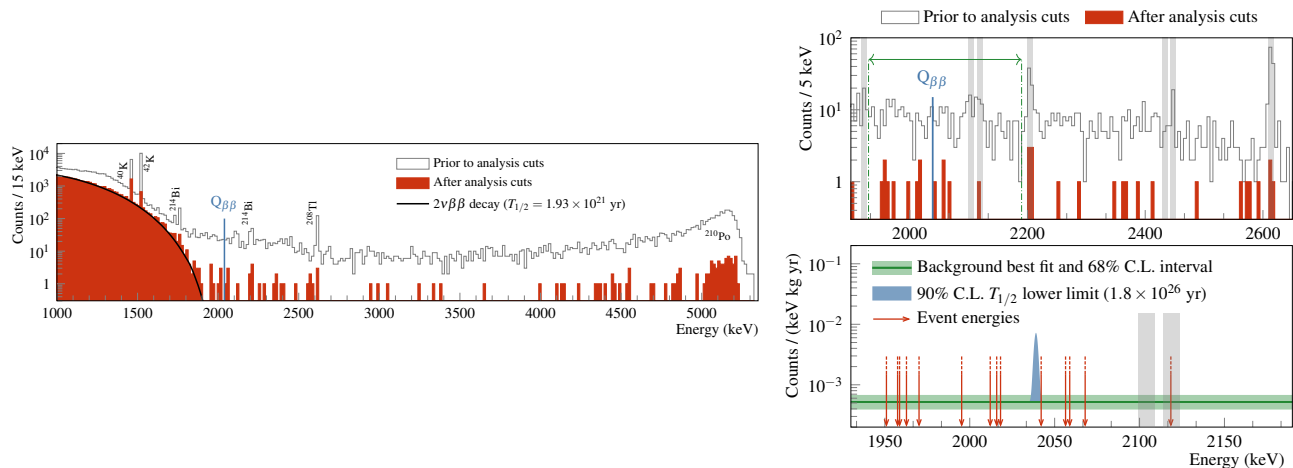 Counts / 15 keV
10⁴
10³
10²
10
1
⁴⁰K
⁴²K
²¹⁴Bi
Qββ
²¹⁴Bi
²⁰⁸Tl
²¹⁰Po
Prior to analysis cuts
After analysis cuts
2νββ decay (T1/2 = 1.93 × 10²¹ yr)
1000 1500 2000 2500 3000 3500 4000 4500 5000
Energy (keV)
Prior to analysis cuts After analysis cuts
Counts / 5 keV
10²
10
1
Qββ
2000 2200 2400 2600
Counts / (keV kg yr)
10⁻¹
10⁻²
10⁻³
Background best fit and 68% C.L. interval
90% C.L. T1/2 lower limit (1.8 × 10²⁶ yr)
Event energies
1950 2000 2050 2100 2150
Energy (keV)